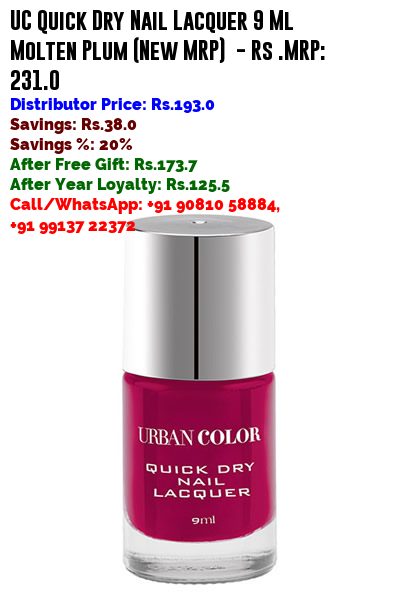 UC Quick Dry Nail Lacquer 9 Ml
Molten Plum (New MRP) - Rs .MRP:
231.0
Distributor Price: Rs.193.0
Savings: Rs.38.0
Savings %: 20%
After Free Gift: Rs.173.7
After Year Loyalty: Rs.125.5
Call/WhatsApp: +91 90810 58884,
+91 99137 22372
URBAN COLOR
QUICK DRY
NAIL
LACQUER
9ml